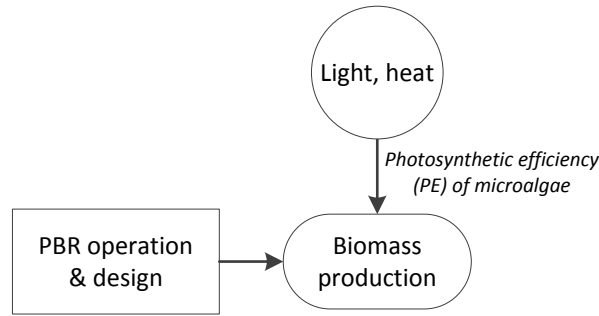 Light, heat
Photosynthetic efficiency
(PE) of microalgae
PBR operation
& design
Biomass
production